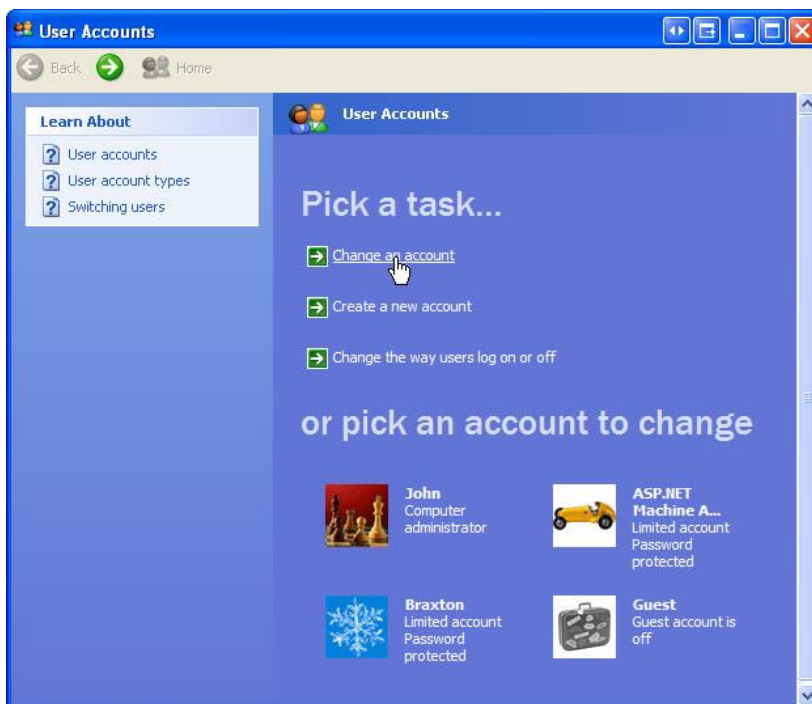 User Accounts
Back
Home
Learn About
User accounts
User account types
Switching users
User Accounts
Pick a task...
Change an account
Create a new account
Change the way users log on or off
or pick an account to change
John
Computer
administrator
ASP.NET
Machine A...
Limited account
Password
protected
Braxton
Limited account
Password
protected
Guest
Guest account is
off